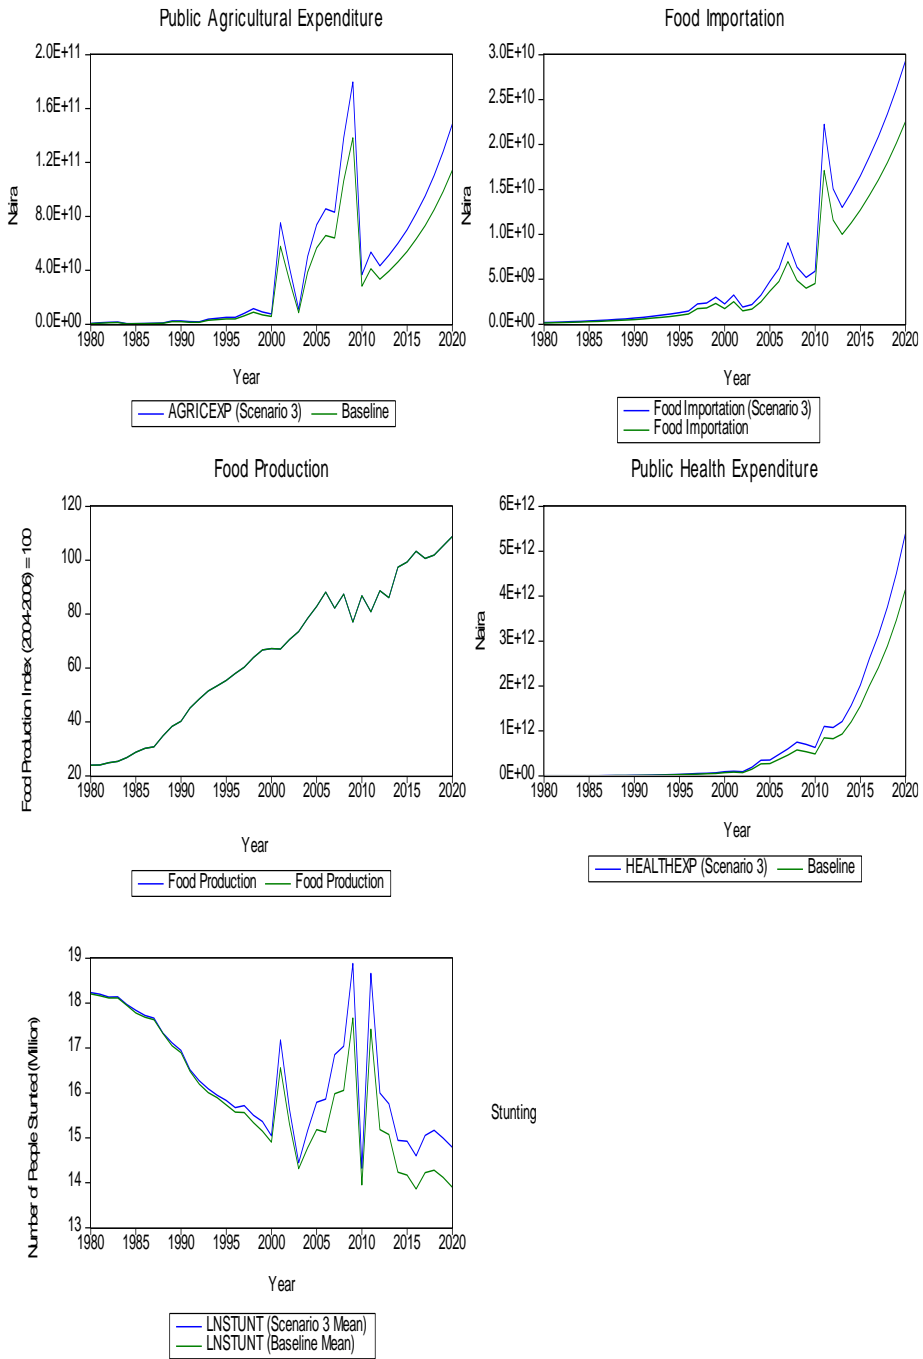 Public Agricultural Expenditure
2.0E+11
1.6E+11
1.2E+11
8.0E+10
4.0E+10
0.0E+00
Naira
1980 1985 1990 1995 2000 2005 2010 2015 2020
Year
AGRICEXP (Scenario 3) Baseline
Food Importation
3.0E+10
2.5E+10
2.0E+10
1.5E+10
1.0E+10
5.0E+09
0.0E+00
Naira
1980 1985 1990 1995 2000 2005 2010 2015 2020
Year
Food Importation (Scenario 3)
Food Importation
Food Production
120
100
80
60
40
20
Food Production Index (2004-2006) = 100
1980 1985 1990 1995 2000 2005 2010 2015 2020
Year
Food Production Food Production
Public Health Expenditure
6E+12
5E+12
4E+12
3E+12
2E+12
1E+12
0E+00
Naira
1980 1985 1990 1995 2000 2005 2010 2015 2020
Year
HEALTHEXP (Scenario 3) Baseline
19
18
17
16
15
14
13
Number of People Stunted (Million)
1980 1985 1990 1995 2000 2005 2010 2015 2020
Year
LNSTUNT (Scenario 3 Mean)
LNSTUNT (Baseline Mean)
Stunting